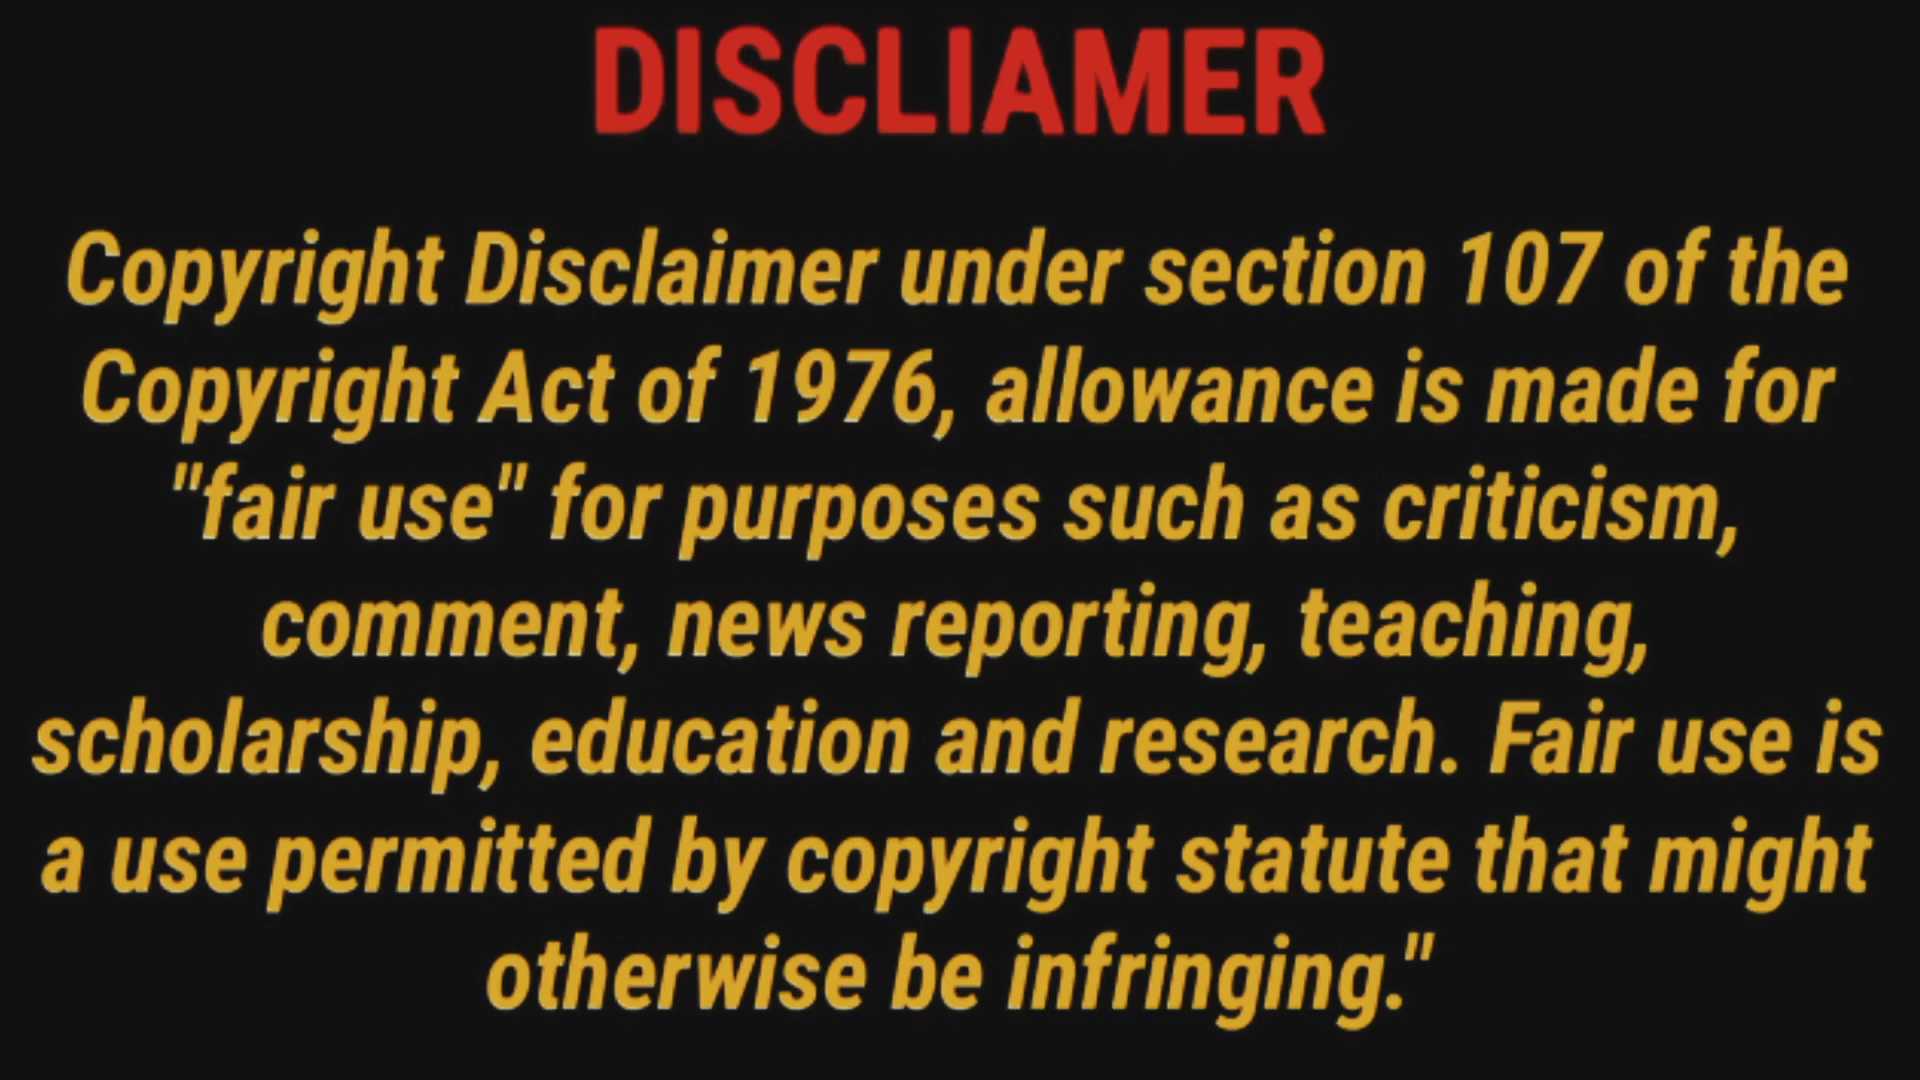 DISCLIAMER
Copyright Disclaimer under section 107 of the
Copyright Act of 1976, allowance is made for
"fair use" for purposes such as criticism,
comment, news reporting, teaching,
scholarship, education and research. Fair use is
a use permitted by copyright statute that might
otherwise be infringing."